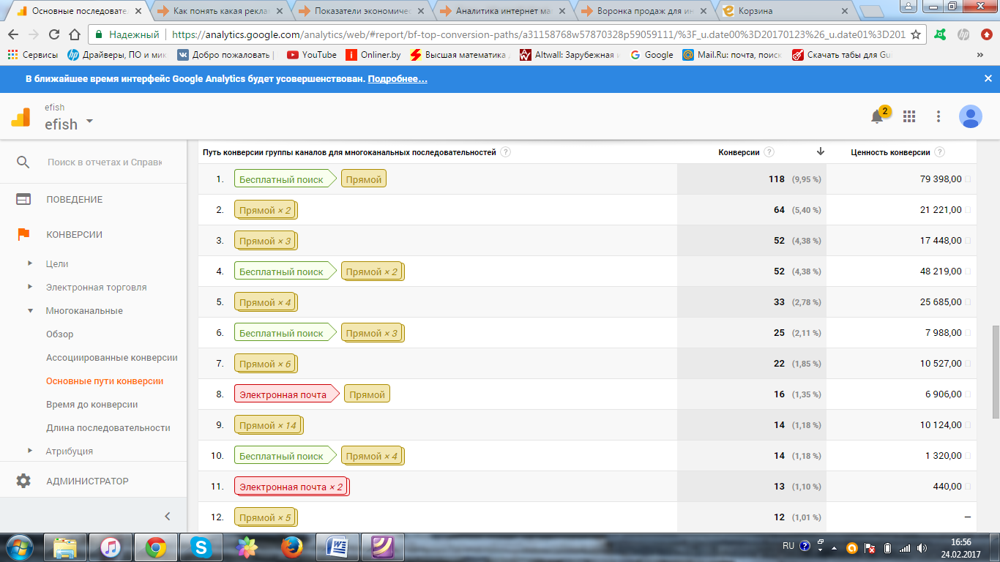 Основные последовате
Как понять какая рекла
Показатели экономичес
Аналитика интернет ма
Воронка продаж для ин
Корзина
Надежный
https://analytics.google.com/analytics/web/#report/bf-top-conversion-paths/a31158768w57870328p59059111/%3F_u.date00%3D20170123%26_u.date01%3D201
Сервисы
Драйверы, ПО и мик
Добро пожаловать |
YouTube
Onliner.by
Высшая математика
Altwall: Зарубежная и
Google
Mail.Ru: почта, поиск
Скачать табы для Gu
»
В ближайшее время интерфейс Google Analytics будет усовершенствован. Подробнее…
efish
efish
2
Поиск в отчетах и Справк
ПОВЕДЕНИЕ
КОНВЕРСИИ
Цели
Электронная торговля
Многоканальные
Обзор
Ассоциированные конверсии
Основные пути конверсии
Время до конверсии
Длина последовательности
Атрибуция
АДМИНИСТРАТОР
Путь конверсии группы каналов для многоканальных последовательностей ? Конверсии ? Ценность конверсии ?
1. Бесплатный поиск Прямой 118 (9,95 %) 79 398,00
2. Прямой × 2 64 (5,40 %) 21 221,00
3. Прямой × 3 52 (4,38 %) 17 448,00
4. Бесплатный поиск Прямой × 2 52 (4,38 %) 48 219,00
5. Прямой × 4 33 (2,78 %) 25 685,00
6. Бесплатный поиск Прямой × 3 25 (2,11 %) 7 988,00
7. Прямой × 6 22 (1,85 %) 10 527,00
8. Электронная почта Прямой 16 (1,35 %) 6 906,00
9. Прямой × 14 14 (1,18 %) 10 124,00
10. Бесплатный поиск Прямой × 4 14 (1,18 %) 1 320,00
11. Электронная почта × 2 13 (1,10 %) 440,00
12. Прямой × 5 12 (1,01 %) —
RU
16:56
24.02.2017